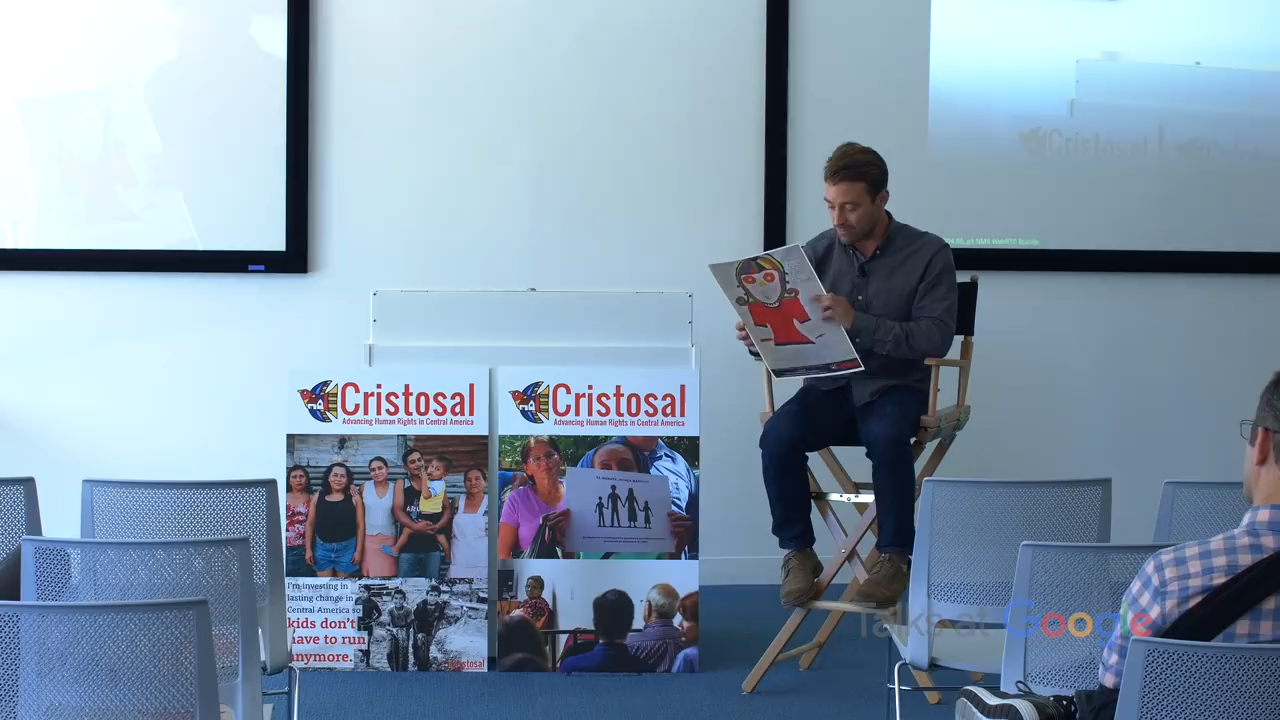 Cristosal
Advancing Human Rights in Central America
I'm investing in
lasting change in
Central America so
kids don't
have to run
anymore.
Cristosal
Cristosal
Advancing Human Rights in Central America
Cristosal
Talks at Google